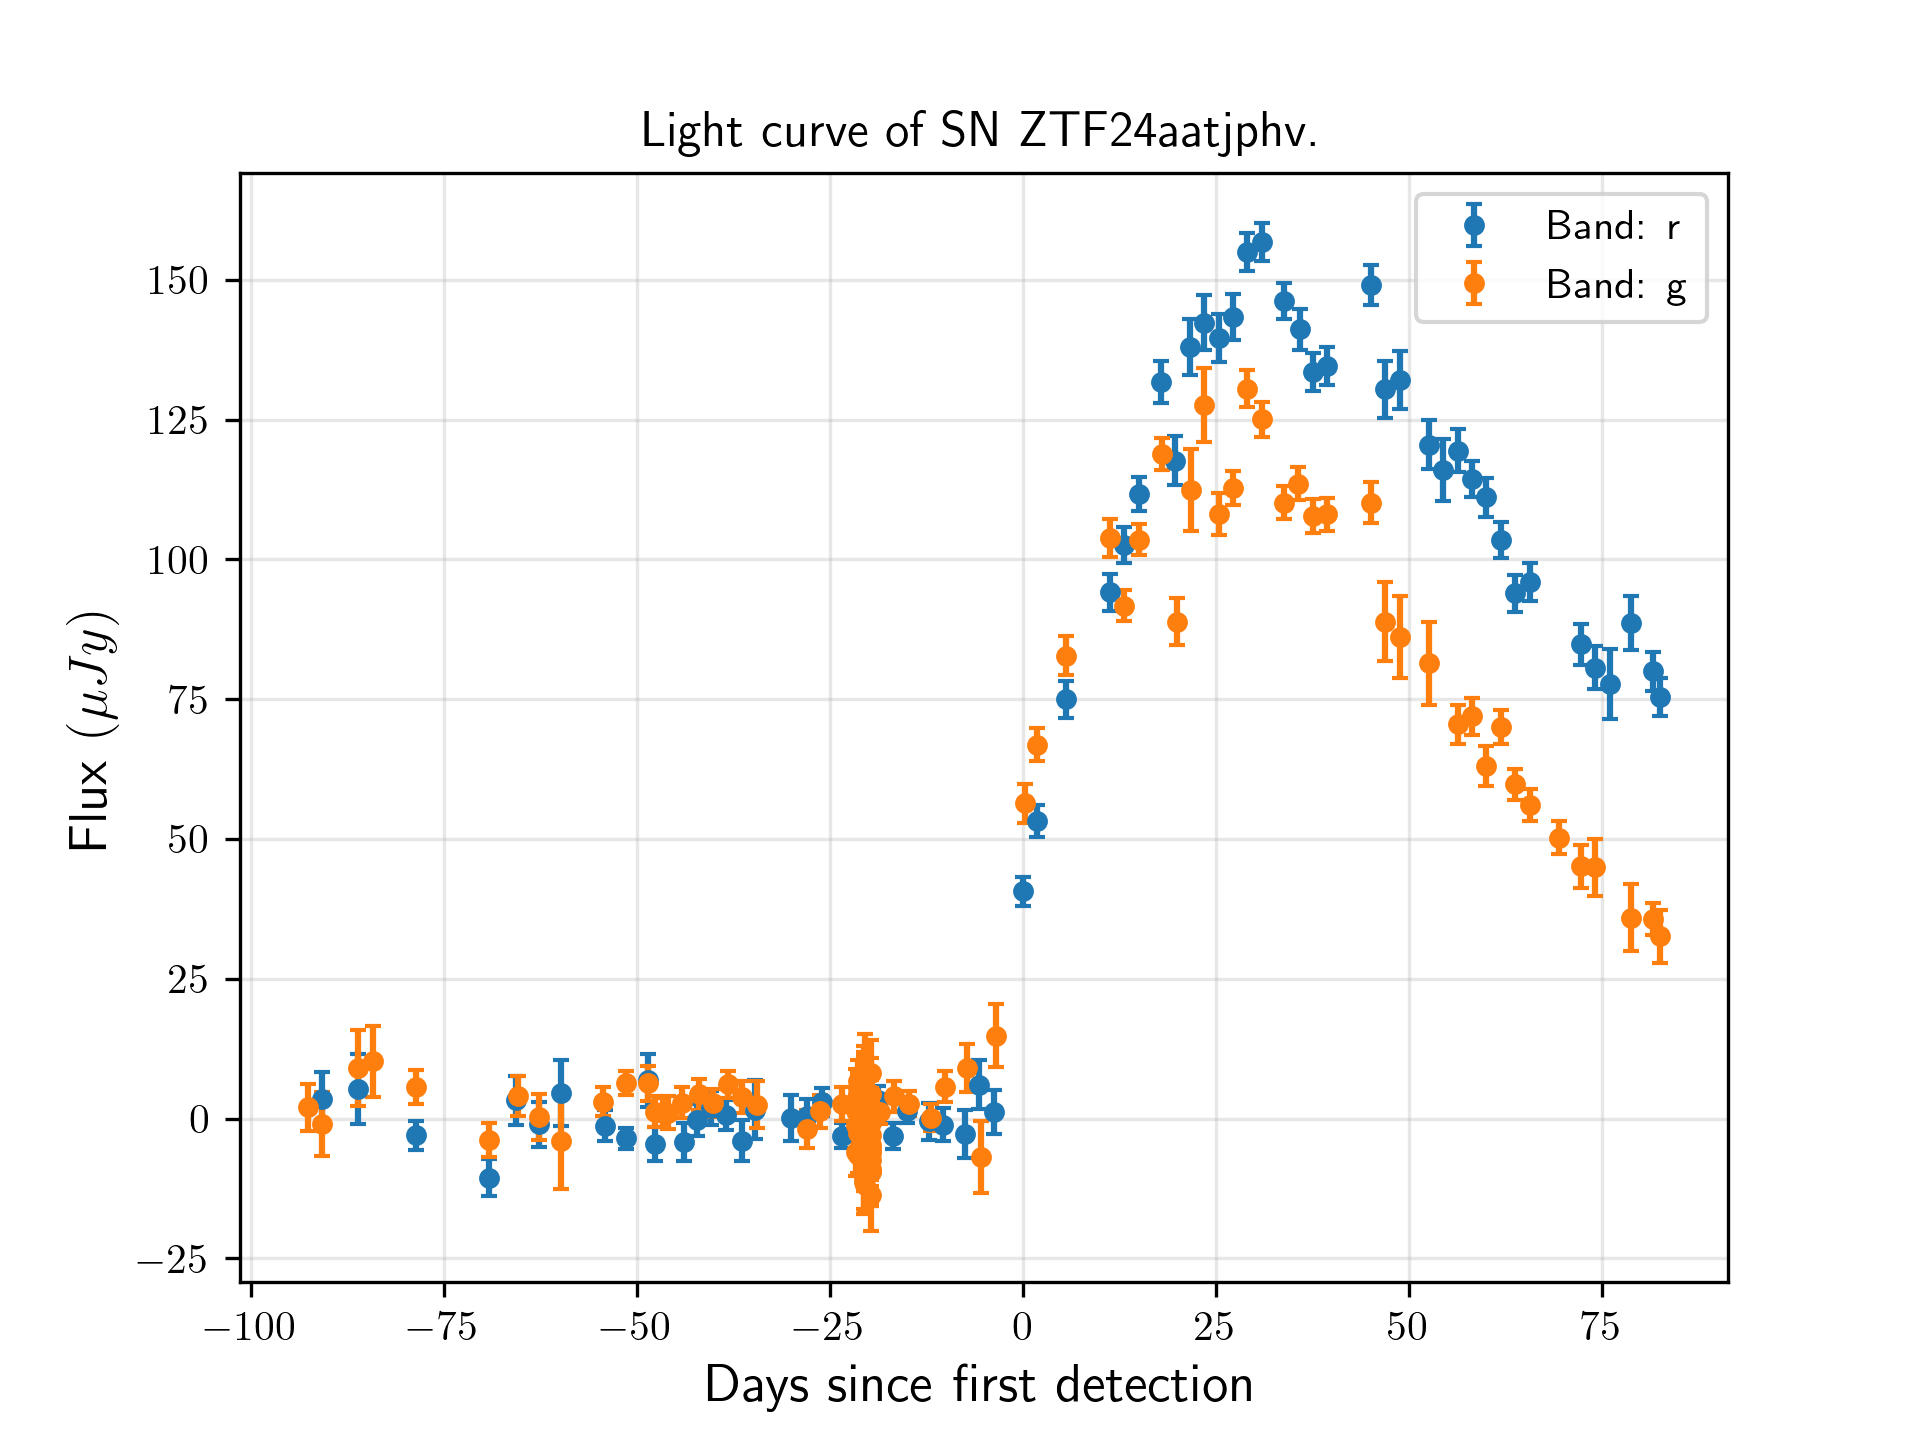 Light curve of SN ZTF24aatjphv.
Band: r
Band: g
150
125
100
75
50
25
0
−25
Flux (μJy)
−100 −75 −50 −25 0 25 50 75
Days since first detection